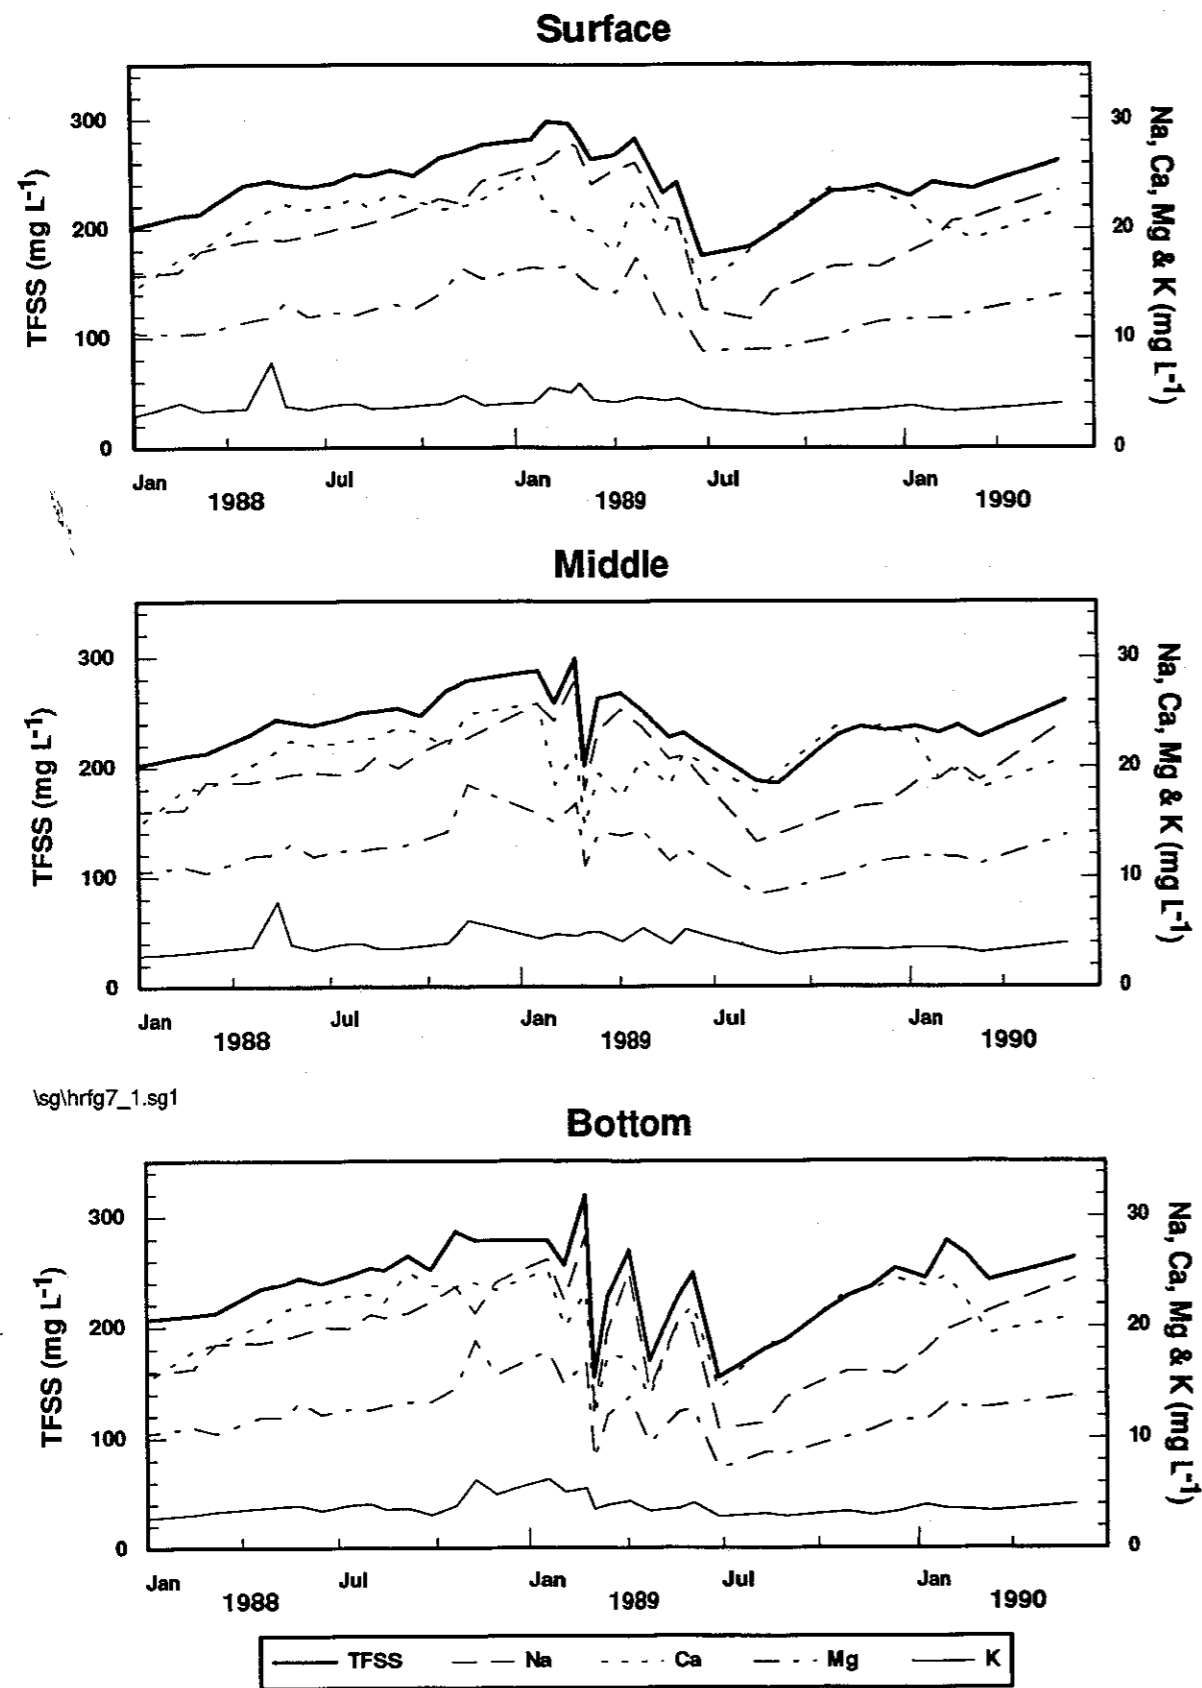 Surface
300
200
100
0
TFSS (mg L-1)
30
20
10
0
Na, Ca, Mg & K (mg L-1)
Jan Jul Jan Jul Jan
1988 1989 1990
Middle
300
200
100
0
TFSS (mg L-1)
30
20
10
0
Na, Ca, Mg & K (mg L-1)
Jan Jul Jan Jul Jan
1988 1989 1990
\sg\hrfg7_1.sg1
Bottom
300
200
100
0
TFSS (mg L-1)
30
20
10
0
Na, Ca, Mg & K (mg L-1)
Jan Jul Jan Jul Jan
1988 1989 1990
TFSS Na Ca Mg K